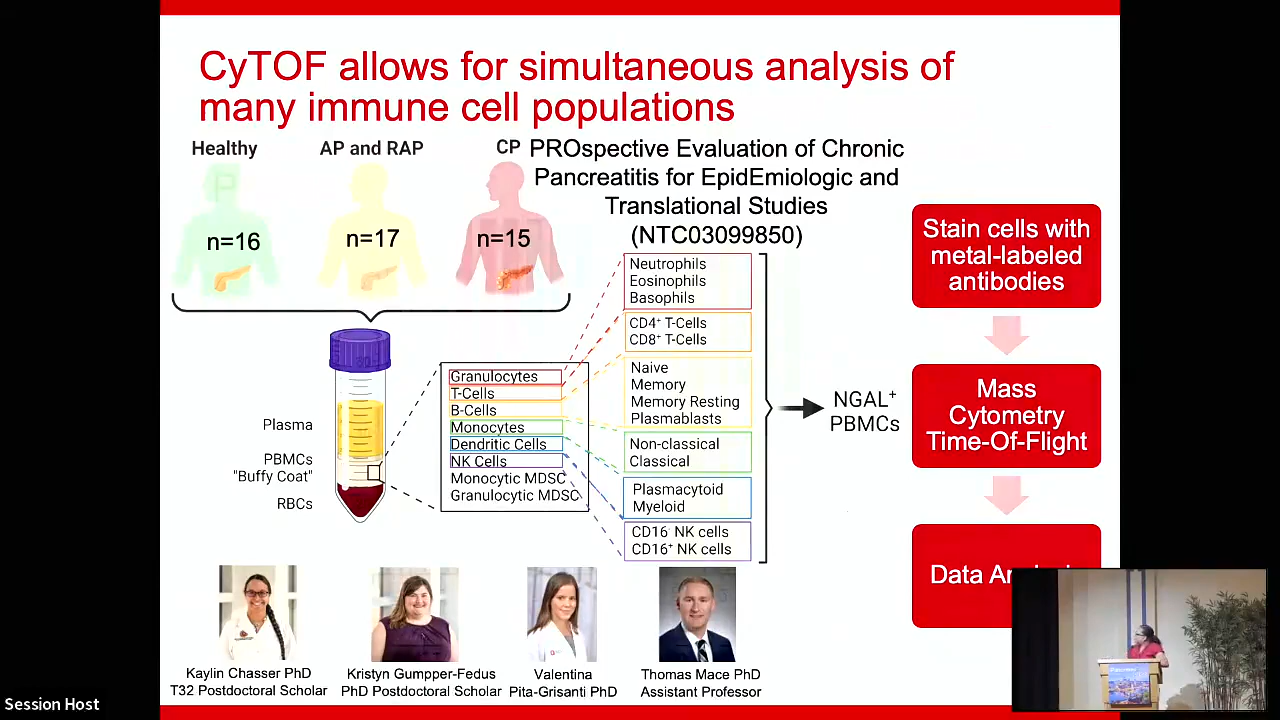 CyTOF allows for simultaneous analysis of
many immune cell populations
Healthy
AP and RAP
CP
n=16
n=17
n=15
PROspective Evaluation of Chronic
Pancreatitis for EpidEmiologic and
Translational Studies
(NTC03099850)
Plasma
PBMCs
"Buffy Coat"
RBCs
Granulocytes
T-Cells
B-Cells
Monocytes
Dendritic Cells
NK Cells
Monocytic MDSC
Granulocytic MDSC
Neutrophils
Eosinophils
Basophils
CD4⁺ T-Cells
CD8⁺ T-Cells
Naive
Memory
Memory Resting
Plasmablasts
Non-classical
Classical
Plasmacytoid
Myeloid
CD16⁻ NK cells
CD16⁺ NK cells
NGAL⁺
PBMCs
Stain cells with
metal-labeled
antibodies
Mass
Cytometry
Time-Of-Flight
Data
Kaylin Chasser PhD
T32 Postdoctoral Scholar
Kristyn Gumpper-Fedus
PhD Postdoctoral Scholar
Valentina
Pita-Grisanti PhD
Thomas Mace PhD
Assistant Professor
Session Host